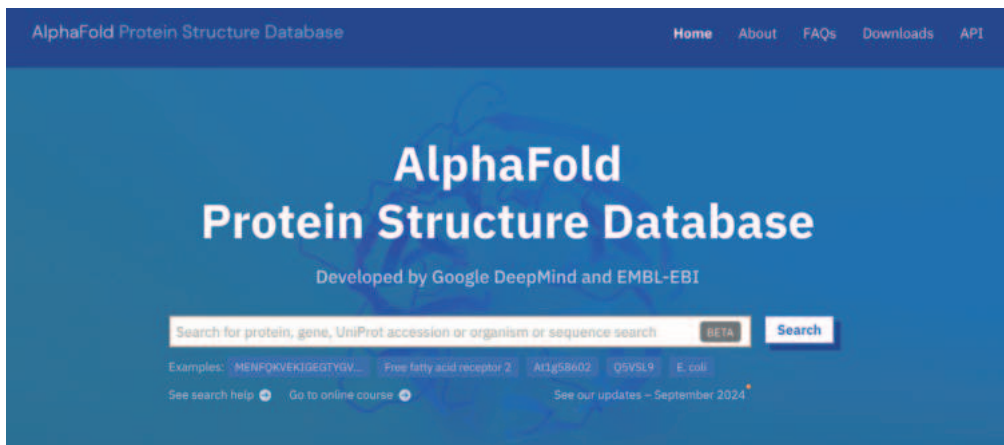 AlphaFold Protein Structure Database
Home About FAQs Downloads API
AlphaFold
Protein Structure Database
Developed by Google DeepMind and EMBL-EBI
Search for protein, gene, UniProt accession or organism or sequence search BETA Search
Examples: MENFQKVEKIGEGTYGV... Free fatty acid receptor 2 At1g58602 Q5VSL9 E. coli
See search help Go to online course See our updates – September 2024